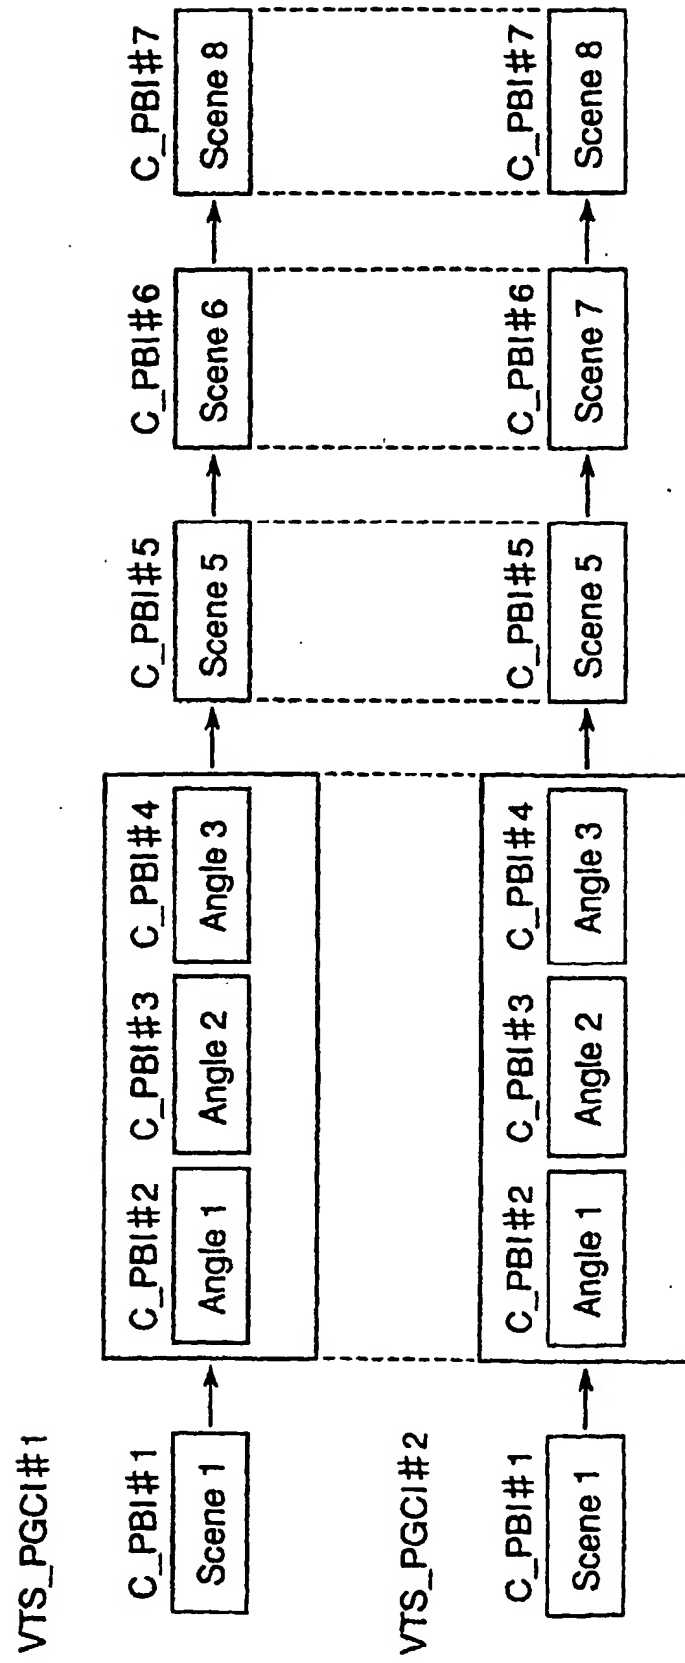 VTS_PGCI#1
C_PBI#1 C_PBI#2 C_PBI#3 C_PBI#4 C_PBI#5 C_PBI#6 C_PBI#7
Scene 1 Angle 1 Angle 2 Angle 3 Scene 5 Scene 6 Scene 8
VTS_PGCI#2
C_PBI#1 C_PBI#2 C_PBI#3 C_PBI#4 C_PBI#5 C_PBI#6 C_PBI#7
Scene 1 Angle 1 Angle 2 Angle 3 Scene 5 Scene 7 Scene 8